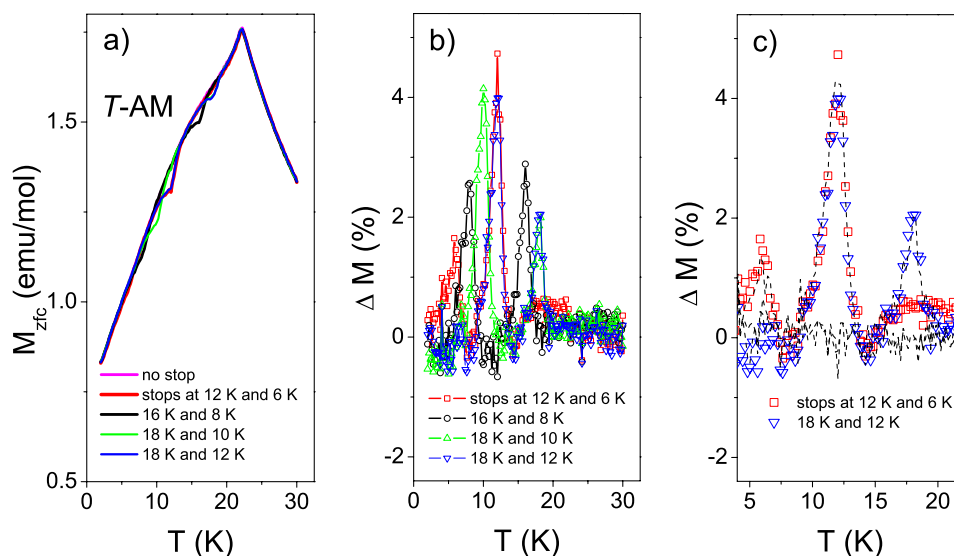 a)
T-AM
1.5
1.0
0.5
M_zfc (emu/mol)
no stop
stops at 12 K and 6 K
16 K and 8 K
18 K and 10 K
18 K and 12 K
0 10 20 30
T (K)
b)
4
2
0
-2
Δ M (%)
stops at 12 K and 6 K
16 K and 8 K
18 K and 10 K
18 K and 12 K
0 10 20 30
T (K)
c)
4
2
0
-2
Δ M (%)
stops at 12 K and 6 K
18 K and 12 K
5 10 15 20
T (K)